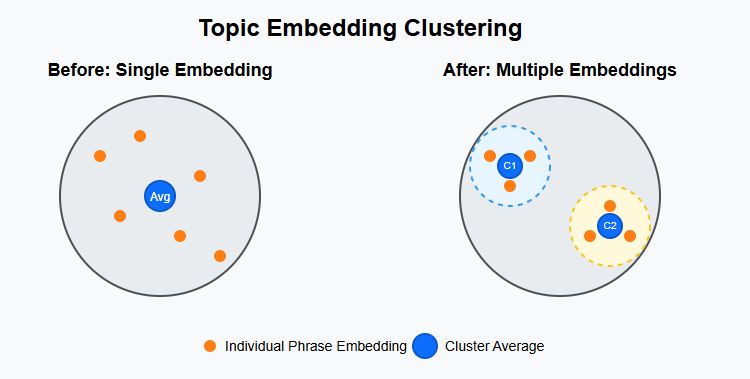 Topic Embedding Clustering
Before: Single Embedding
After: Multiple Embeddings
Avg
C1
C2
Individual Phrase Embedding
Cluster Average